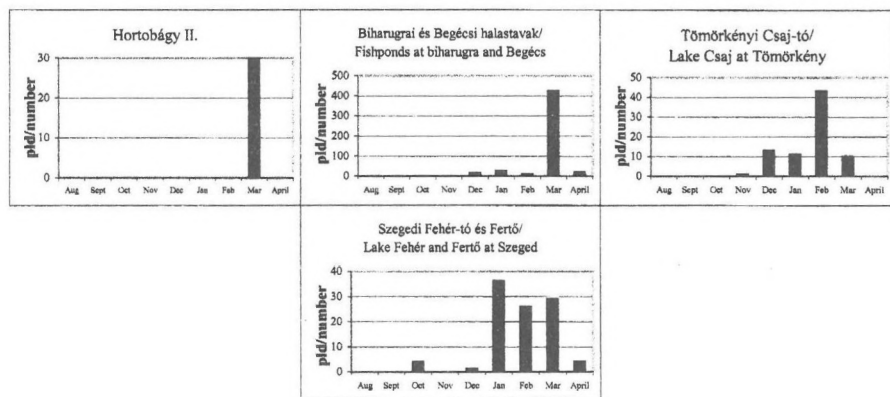 Hortobágy II.
pld/number
30
20
10
0
Aug Sept Oct Nov Dec Jan Feb Mar April
Biharugrai és Begécsi halastavak/
Fishponds at biharugra and Begécs
pld/number
500
400
300
200
100
0
Aug Sept Oct Nov Dec Jan Feb Mar April
Tömörkényi Csaj-tó/
Lake Csaj at Tömörkény
pld/number
50
40
30
20
10
0
Aug Sept Oct Nov Dec Jan Feb Mar April
Szegedi Fehér-tó és Fertő/
Lake Fehér and Fertő at Szeged
pld/number
40
30
20
10
0
Aug Sept Oct Nov Dec Jan Feb Mar April